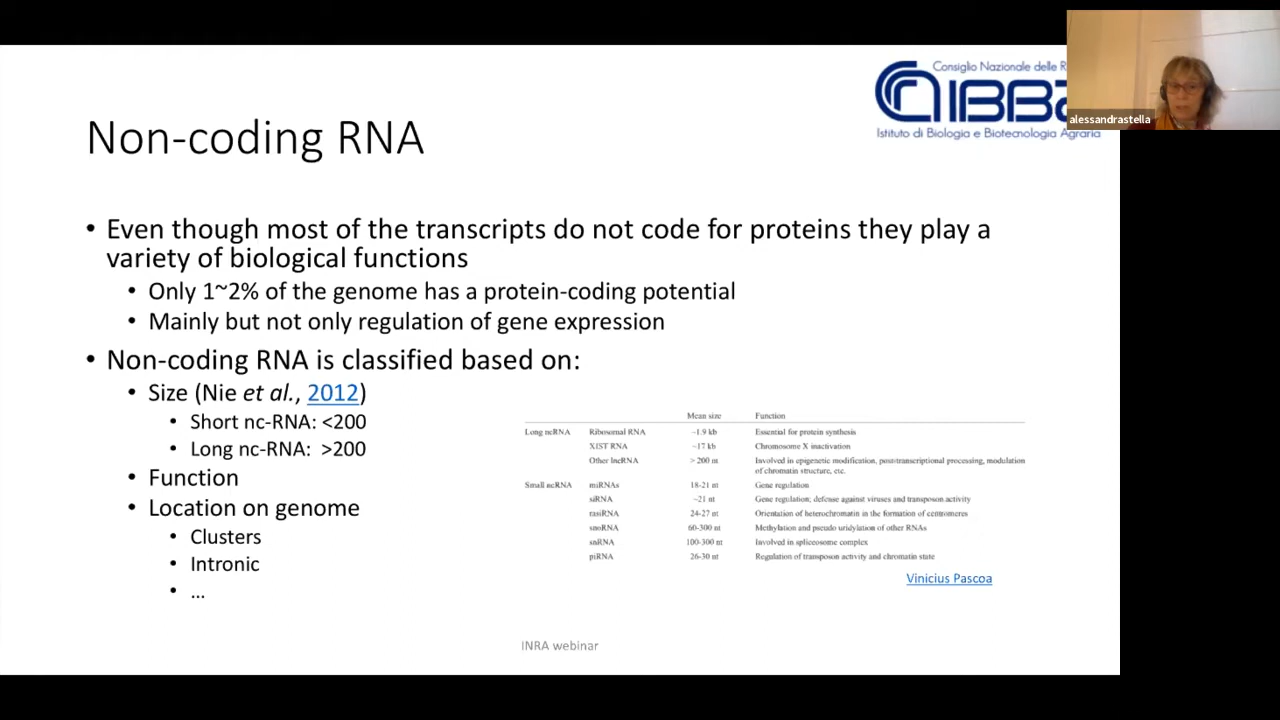 Consiglio Nazionale delle R
IBBA
alessandrastella
Istituto di Biologia e Biotecnologia Agraria
Non-coding RNA
• Even though most of the transcripts do not code for proteins they play a
variety of biological functions
• Only 1~2% of the genome has a protein-coding potential
• Mainly but not only regulation of gene expression
• Non-coding RNA is classified based on:
• Size (Nie et al., 2012)
• Short nc-RNA: <200
• Long nc-RNA: >200
• Function
• Location on genome
• Clusters
• Intronic
• ...
Mean size Function
Long ncRNA Ribosomal RNA ~1.9 kb Essential for protein synthesis
XIST RNA ~17 kb Chromosome X inactivation
Other lncRNA > 200 nt Involved in epigenetic modification, posttranscriptional processing, modulation
of chromatin structure, etc.
Small ncRNA miRNAs 18-21 nt Gene regulation
siRNA ~21 nt Gene regulation; defense against viruses and transposon activity
rasiRNA 24-27 nt Orientation of heterochromatin in the formation of centromeres
snoRNA 60-300 nt Methylation and pseudo uridylation of other RNAs
snRNA 100-300 nt Involved in spliceosome complex
piRNA 26-30 nt Regulation of transposon activity and chromatin state
Vinicius Pascoa
INRA webinar